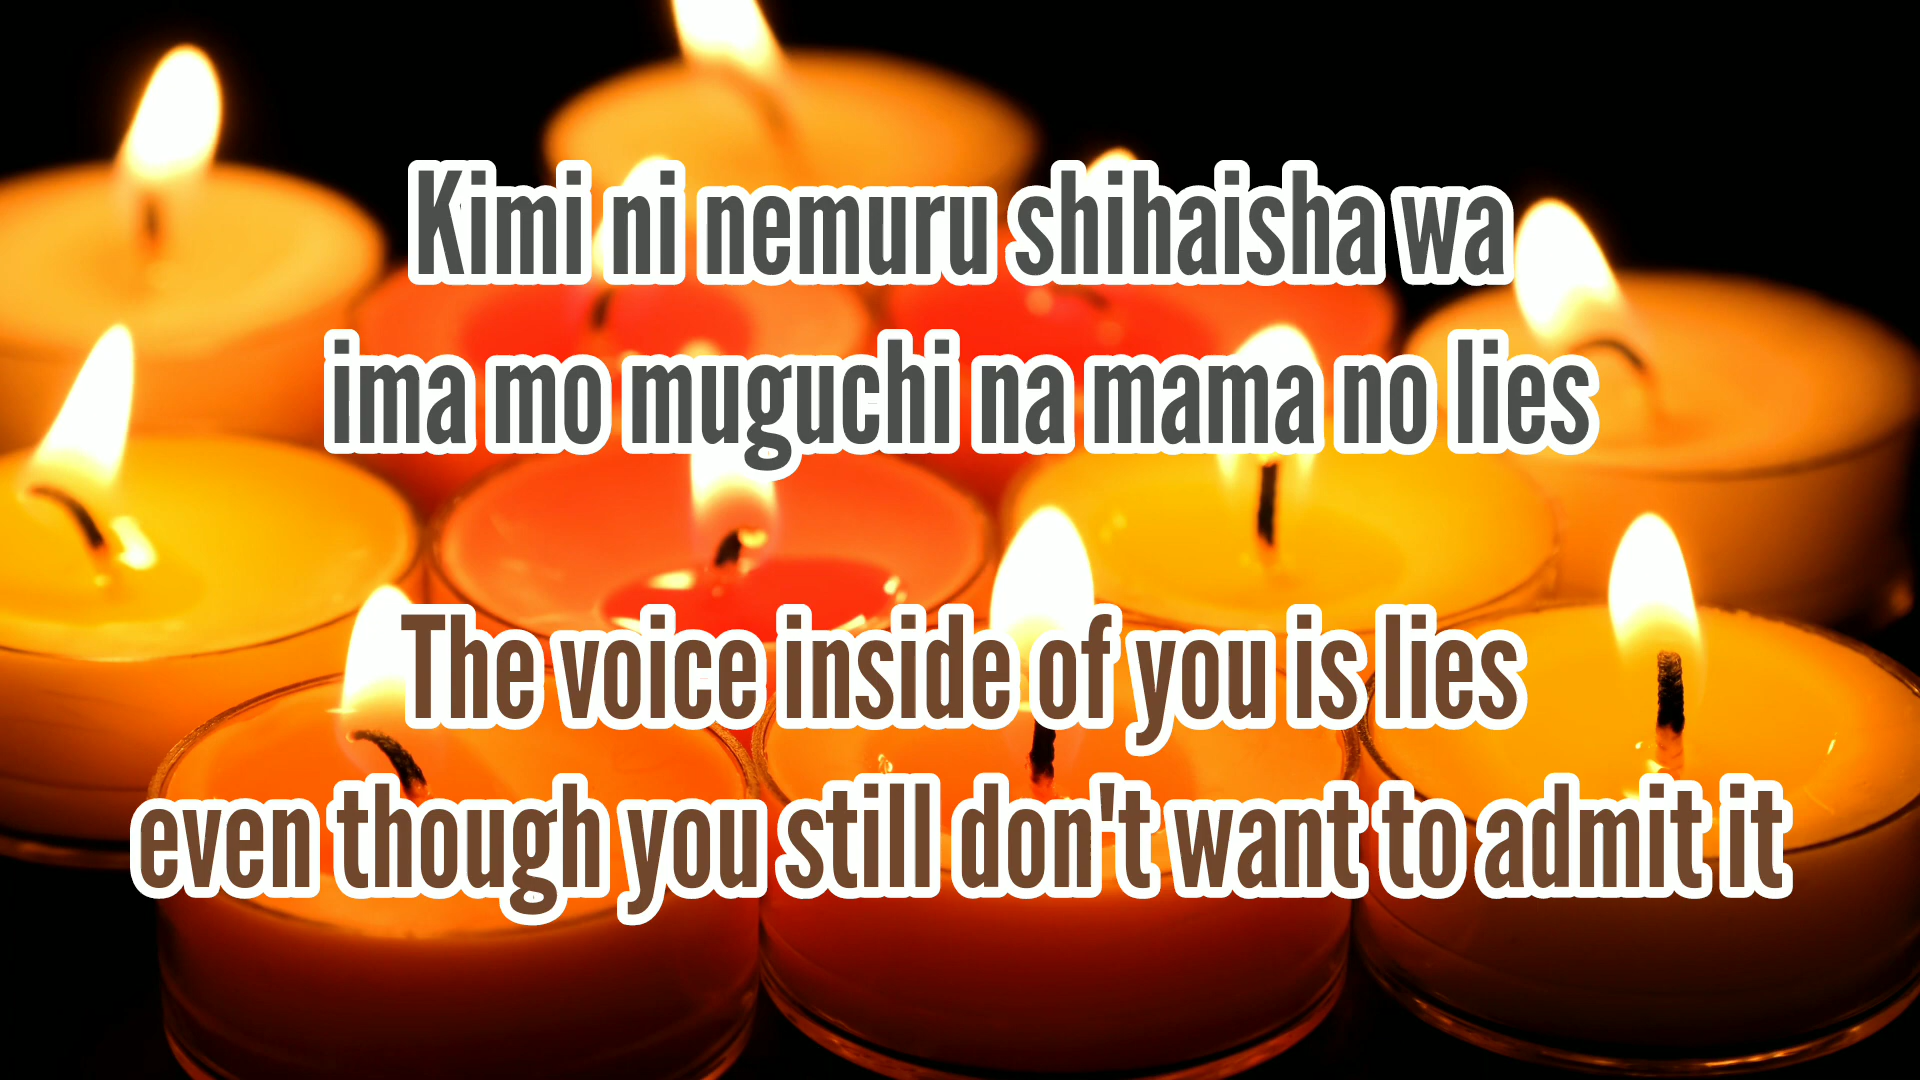 Kimi ni nemuru shihaisha wa
ima mo muguchi na mama no lies
The voice inside of you is lies
even though you still don't want to admit it